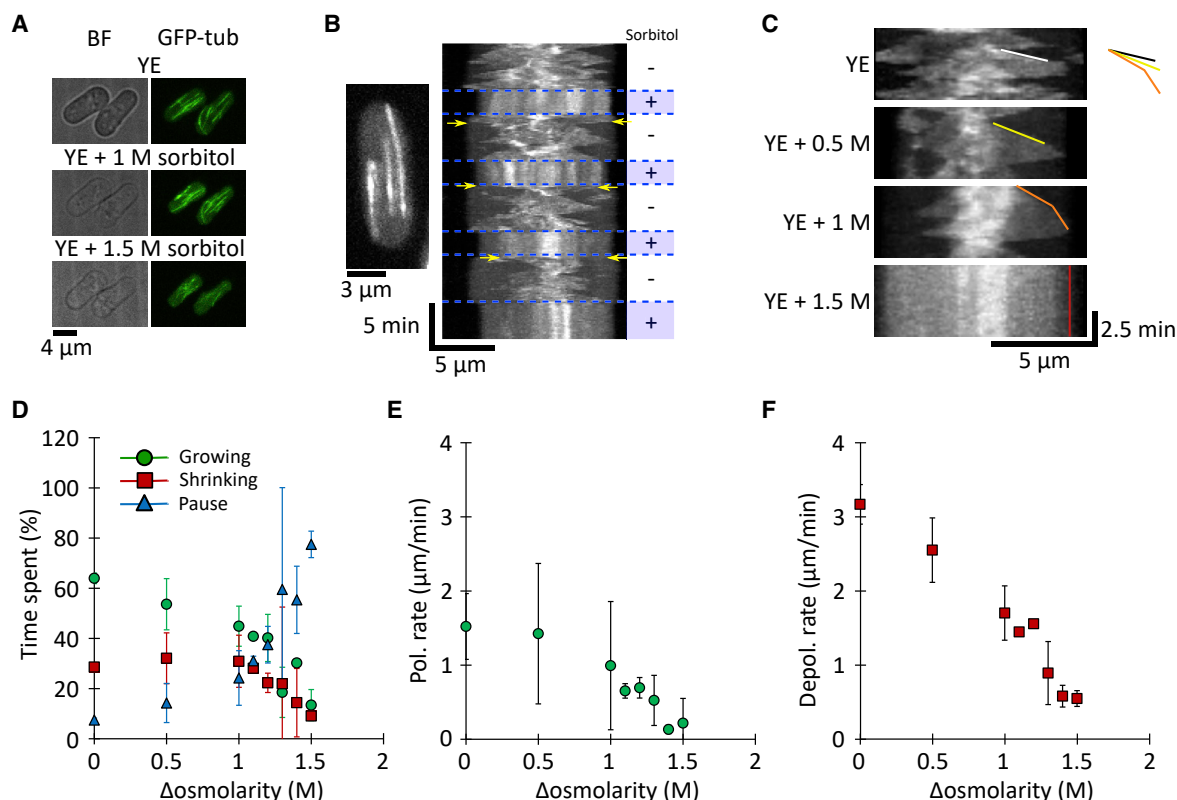 A
BF
GFP-tub
YE
YE + 1 M sorbitol
YE + 1.5 M sorbitol
4 µm
B
Sorbitol
-
+
-
+
-
+
-
+
3 µm
5 min
5 µm
C
YE
YE + 0.5 M
YE + 1 M
YE + 1.5 M
2.5 min
5 µm
D
Growing
Shrinking
Pause
Time spent (%)
120
100
80
60
40
20
0
0 0.5 1 1.5 2
Δosmolarity (M)
E
Pol. rate (µm/min)
4
3
2
1
0
0 0.5 1 1.5 2
Δosmolarity (M)
F
Depol. rate (µm/min)
4
3
2
1
0
0 0.5 1 1.5 2
Δosmolarity (M)